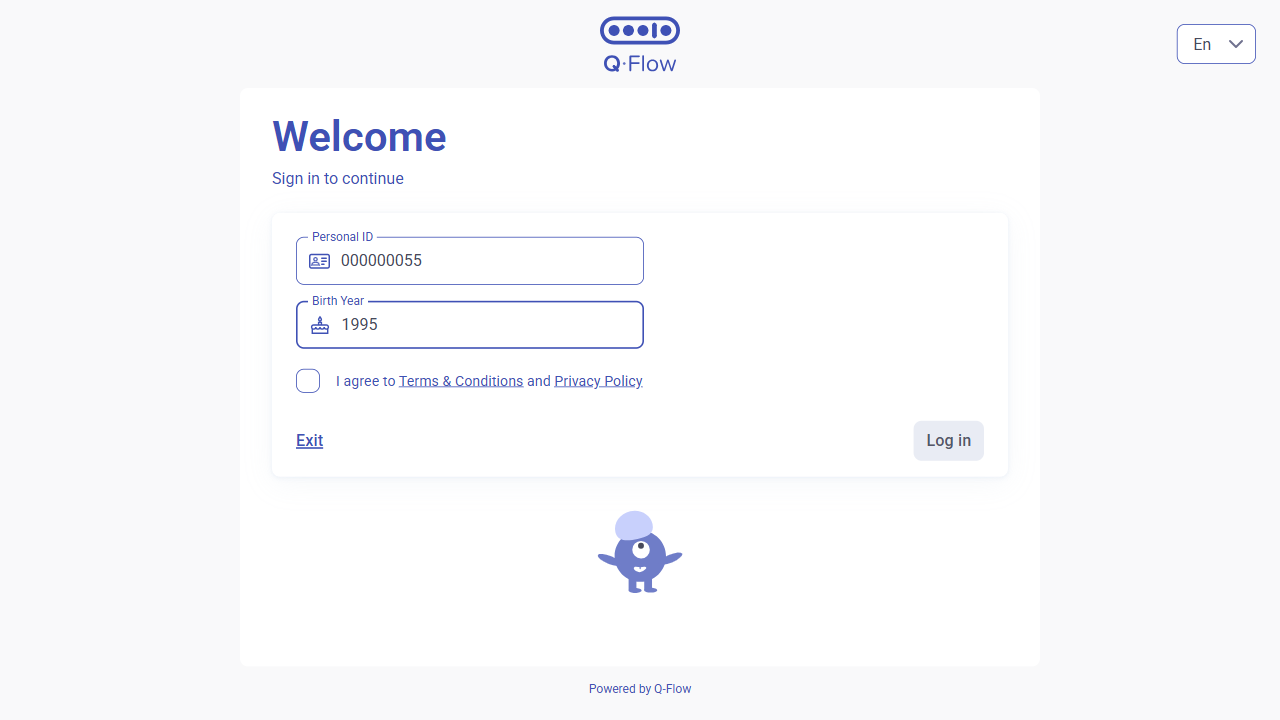 Q·Flow
En
Welcome
Sign in to continue
Personal ID
000000055
Birth Year
1995
I agree to Terms & Conditions and Privacy Policy
Exit
Log in
Powered by Q-Flow